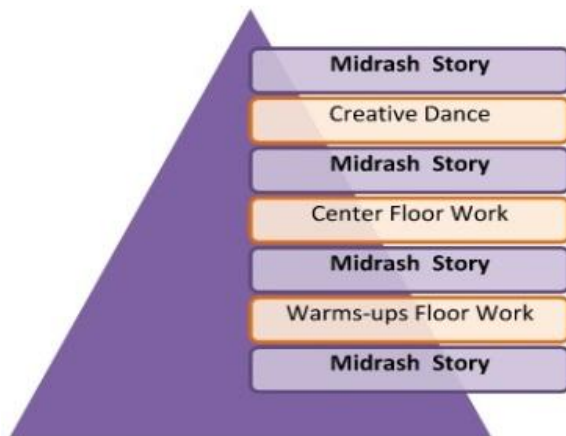 Midrash Story
Creative Dance
Midrash Story
Center Floor Work
Midrash Story
Warms-ups Floor Work
Midrash Story